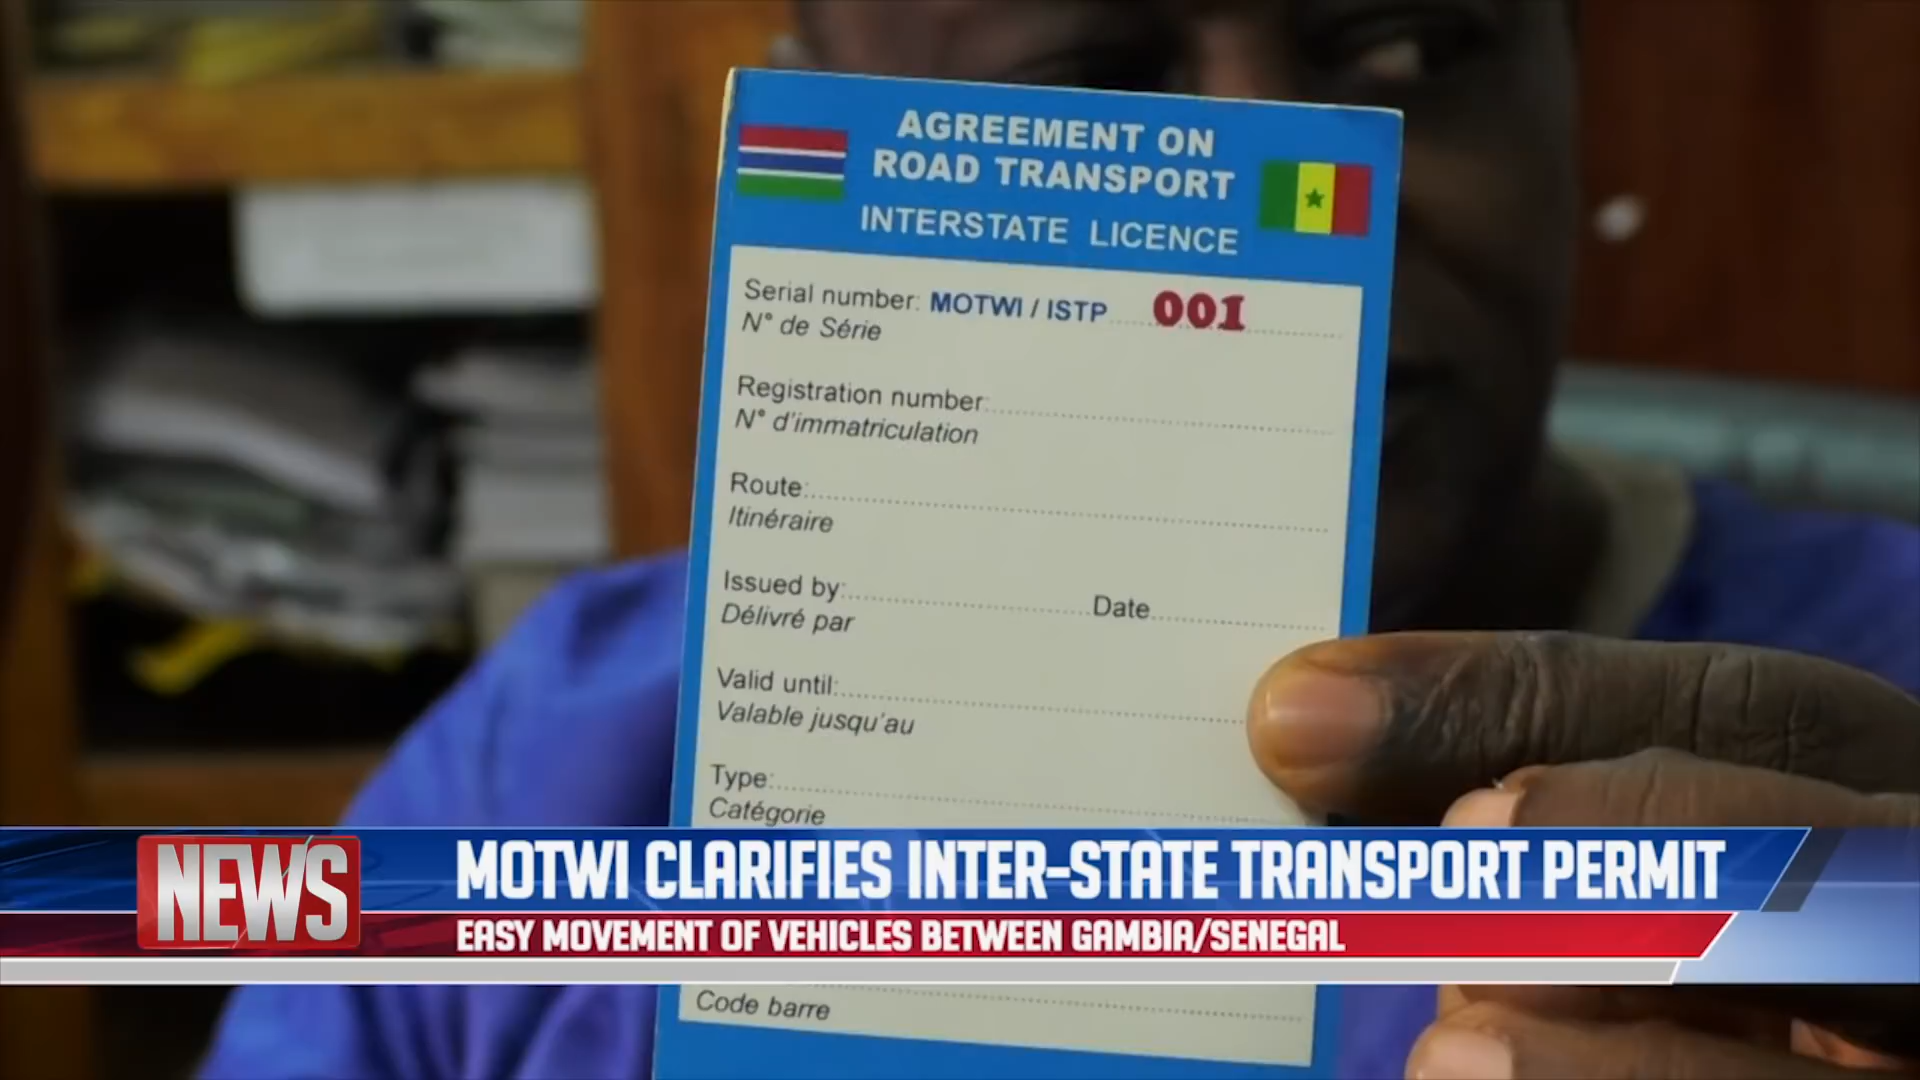 AGREEMENT ON
ROAD TRANSPORT
INTERSTATE LICENCE
Serial number: MOTWI / ISTP 001
N° de Série
Registration number:
N° d'immatriculation
Route:
Itinéraire
Issued by: Date
Délivré par
Valid until:
Valable jusqu'au
Type:
Catégorie
NEWS
MOTWI CLARIFIES INTER-STATE TRANSPORT PERMIT
EASY MOVEMENT OF VEHICLES BETWEEN GAMBIA/SENEGAL
Code barre